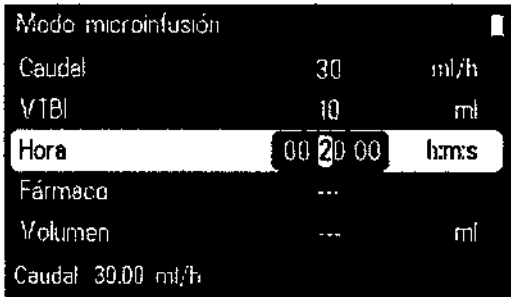 Modo microinfusión
Caudal 30 ml/h
VTBI 10 ml
Hora 00 20 00 h:m:s
Fármaco ---
Volumen --- ml
Caudal 30.00 ml/h